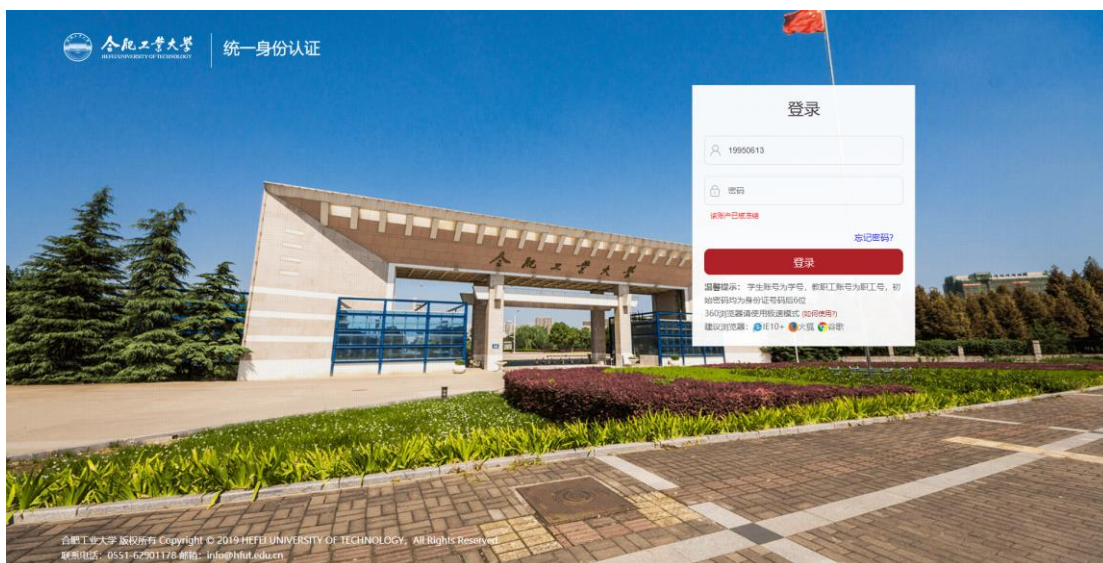 合肥工业大学
HEFEI UNIVERSITY OF TECHNOLOGY
统一身份认证
登录
19950613
密码
该账户已被冻结
忘记密码?
登录
温馨提示: 学生账号为学号,教职工账号为职工号,初
始密码均为身份证号码后6位
360浏览器请使用极速模式 (如何使用?)
建议浏览器: IE10+ 火狐 谷歌
合肥工业大学
合肥工业大学 版权所有 Copyright © 2019 HEFEI UNIVERSITY OF TECHNOLOGY, All Rights Reserved
联系电话: 0551-62901178 邮箱: info@hfut.edu.cn